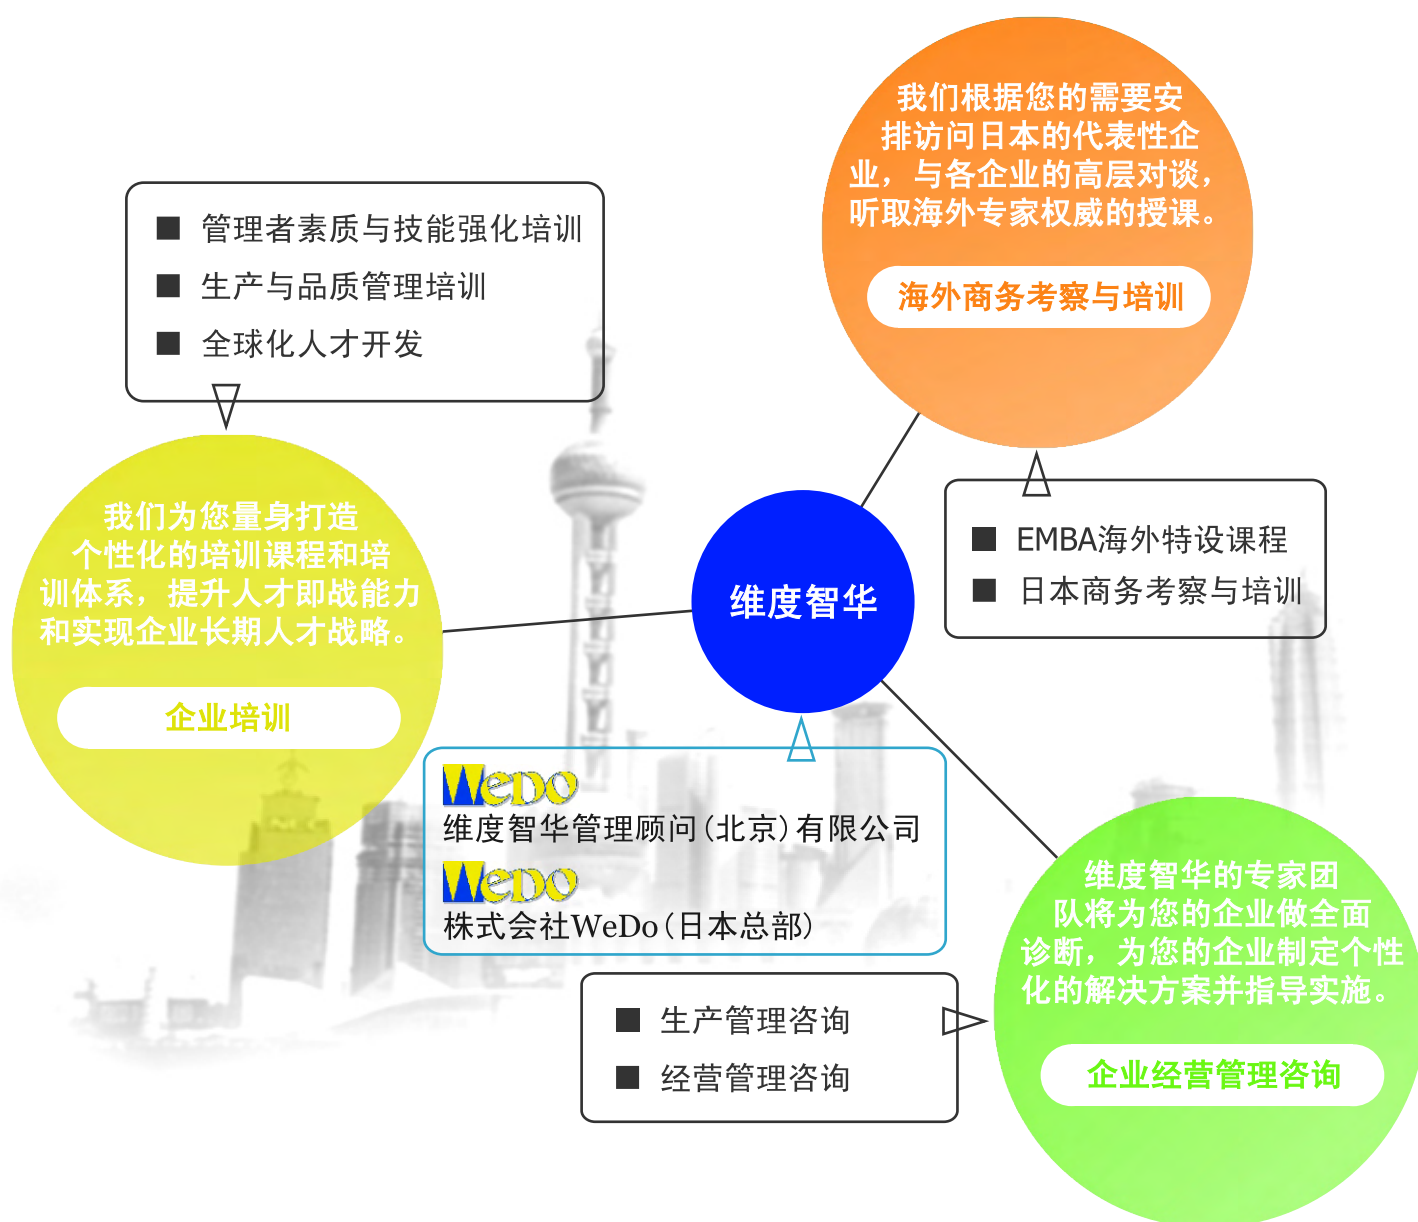 我们根据您的需要安
排访问日本的代表性企
业，与各企业的高层对谈，
听取海外专家权威的授课。
海外商务考察与培训
■ 管理者素质与技能强化培训
■ 生产与品质管理培训
■ 全球化人才开发
我们为您量身打造
个性化的培训课程和培
训体系，提升人才即战能力
和实现企业长期人才战略。
企业培训
■ EMBA海外特设课程
■ 日本商务考察与培训
维度智华
WeDo
维度智华管理顾问(北京)有限公司
WeDo
株式会社WeDo(日本总部)
维度智华的专家团
队将为您的企业做全面
诊断，为您的企业制定个性
化的解决方案并指导实施。
企业经营管理咨询
■ 生产管理咨询
■ 经营管理咨询